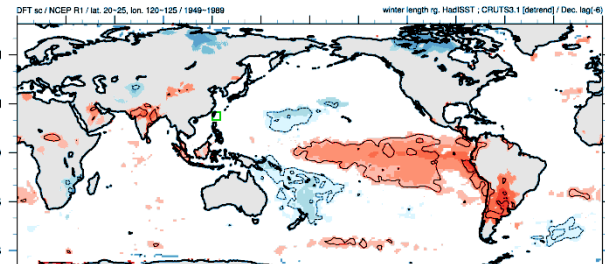 DFT sc / NCEP R1 / lat. 20-25, lon. 120-125 / 1949-1989
winter length rg. HadISST ; CRUTS3.1 [detrend] / Dec. lag(-6)